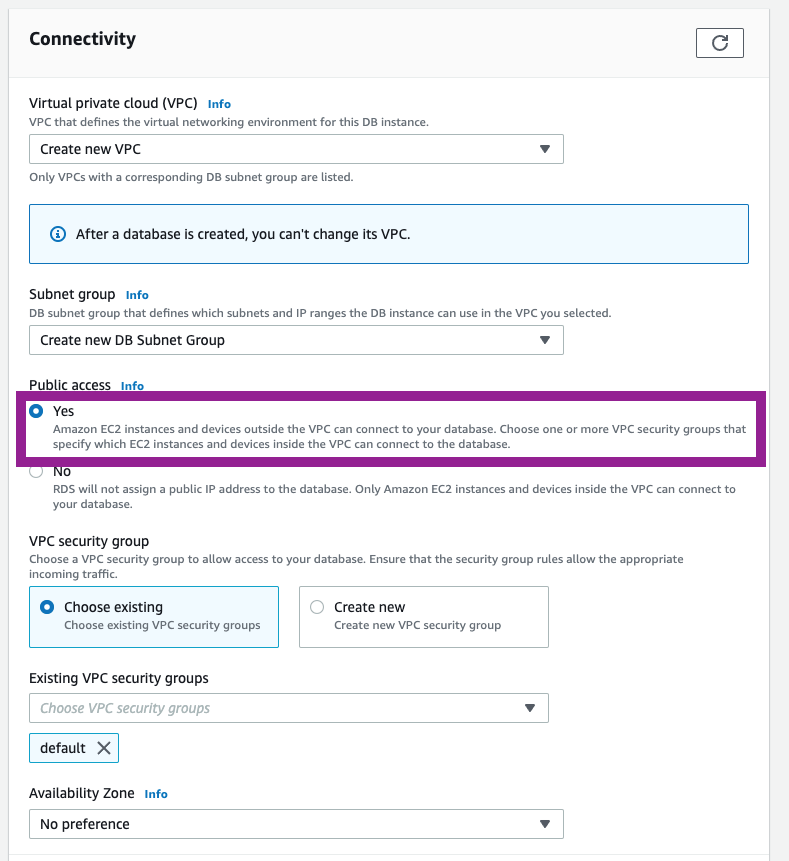 Connectivity
Virtual private cloud (VPC) Info
VPC that defines the virtual networking environment for this DB instance.
Create new VPC
Only VPCs with a corresponding DB subnet group are listed.
After a database is created, you can't change its VPC.
Subnet group Info
DB subnet group that defines which subnets and IP ranges the DB instance can use in the VPC you selected.
Create new DB Subnet Group
Public access Info
Yes
Amazon EC2 instances and devices outside the VPC can connect to your database. Choose one or more VPC security groups that
specify which EC2 instances and devices inside the VPC can connect to the database.
No
RDS will not assign a public IP address to the database. Only Amazon EC2 instances and devices inside the VPC can connect to
your database.
VPC security group
Choose a VPC security group to allow access to your database. Ensure that the security group rules allow the appropriate
incoming traffic.
Choose existing
Choose existing VPC security groups
Create new
Create new VPC security group
Existing VPC security groups
Choose VPC security groups
default
Availability Zone Info
No preference